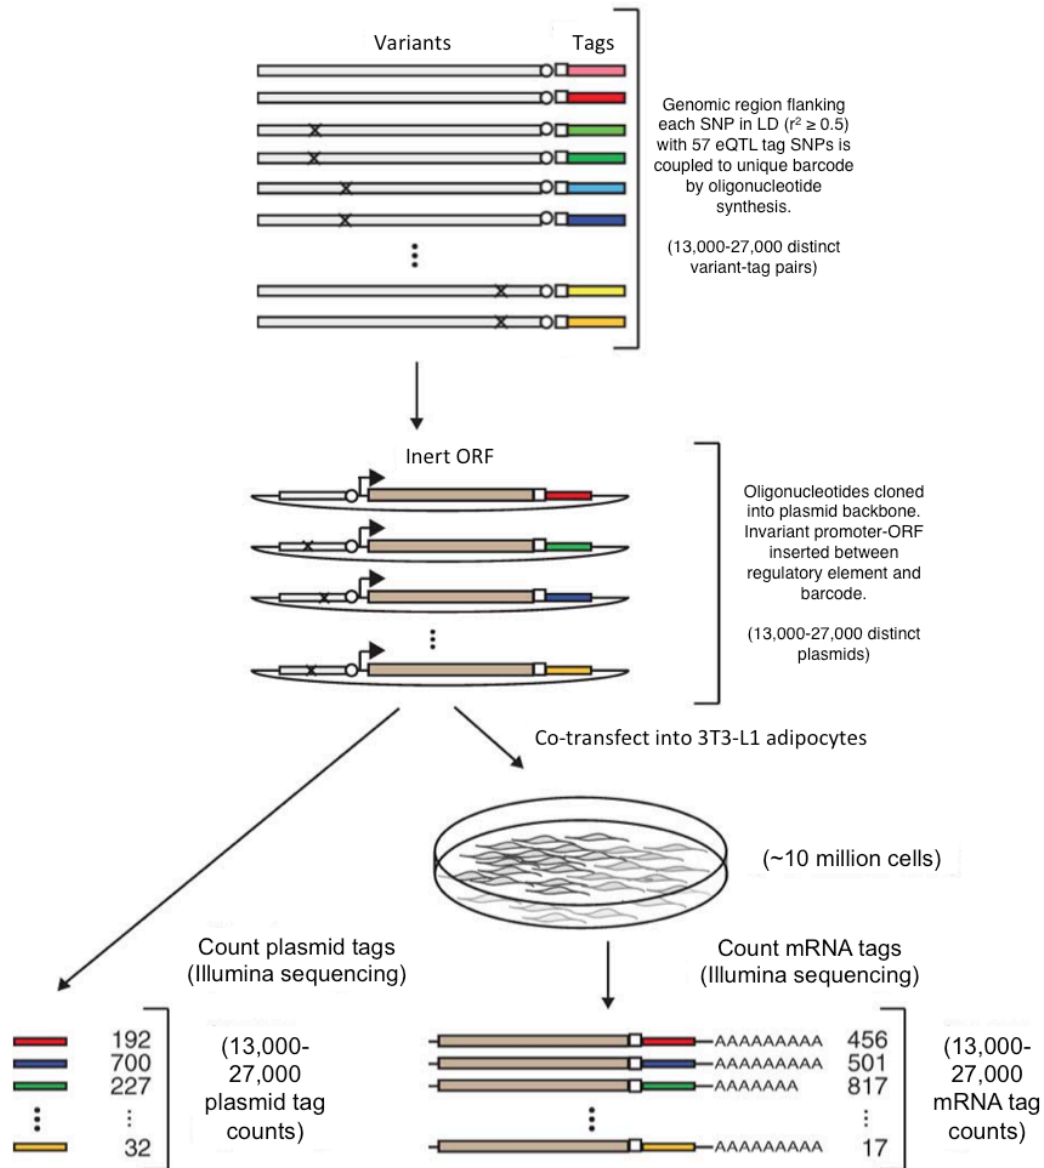 Variants Tags
Genomic region flanking
each SNP in LD (r² ≥ 0.5)
with 57 eQTL tag SNPs is
coupled to unique barcode
by oligonucleotide
synthesis.
(13,000-27,000 distinct
variant-tag pairs)
Inert ORF
Oligonucleotides cloned
into plasmid backbone.
Invariant promoter-ORF
inserted between
regulatory element and
barcode.
(13,000-27,000 distinct
plasmids)
Co-transfect into 3T3-L1 adipocytes
(~10 million cells)
Count plasmid tags
(Illumina sequencing)
Count mRNA tags
(Illumina sequencing)
192
700
227
32
(13,000-
27,000
plasmid tag
counts)
AAAAAAAAA 456
AAAAAAAAA 501
AAAAAAA 817
AAAAAAAAA 17
(13,000-
27,000
mRNA tag
counts)